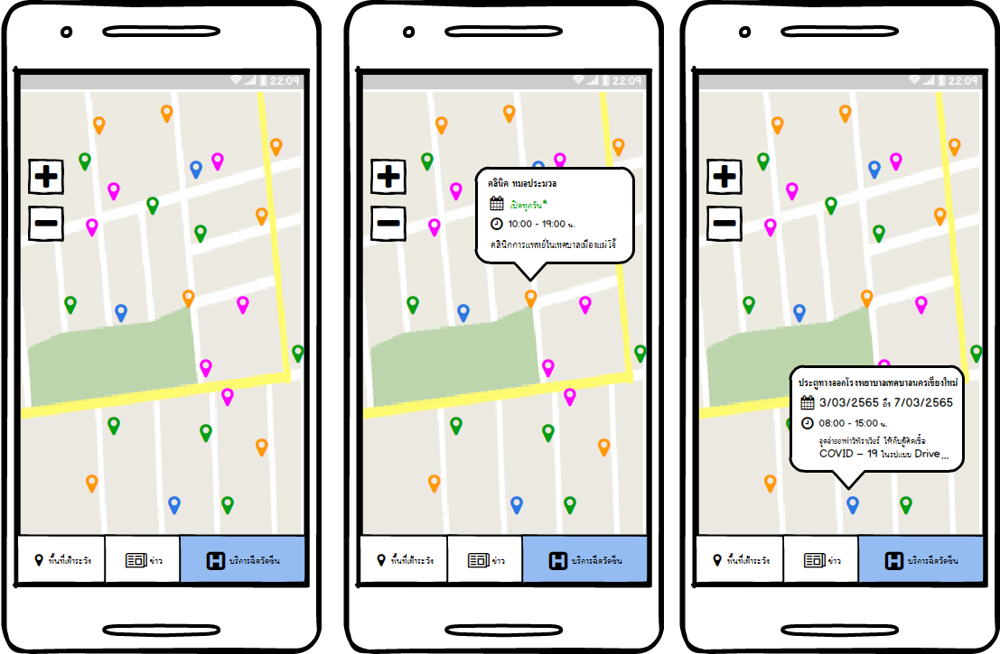 22:09
พื้นที่เฝ้าระวัง
ข่าว
บริการฉีดวัคซีน
22:09
คลินิค หมอประมวล
เปิดทุกวัน*
10:00 - 19:00 น.
คลินิกการแพทย์ในเทศบาลเมืองแม่โจ้
พื้นที่เฝ้าระวัง
ข่าว
บริการฉีดวัคซีน
22:09
ประตูทางออกโรงพยาบาลเทศบาลนครเชียงใหม่
3/03/2565 ถึง 7/03/2565
08:00 - 15:00 น.
จุดจ่ายยาฟาวิพิราเวียร์ ให้กับผู้ติดเชื้อ
COVID – 19 ในรูปแบบ Drive...
พื้นที่เฝ้าระวัง
ข่าว
บริการฉีดวัคซีน